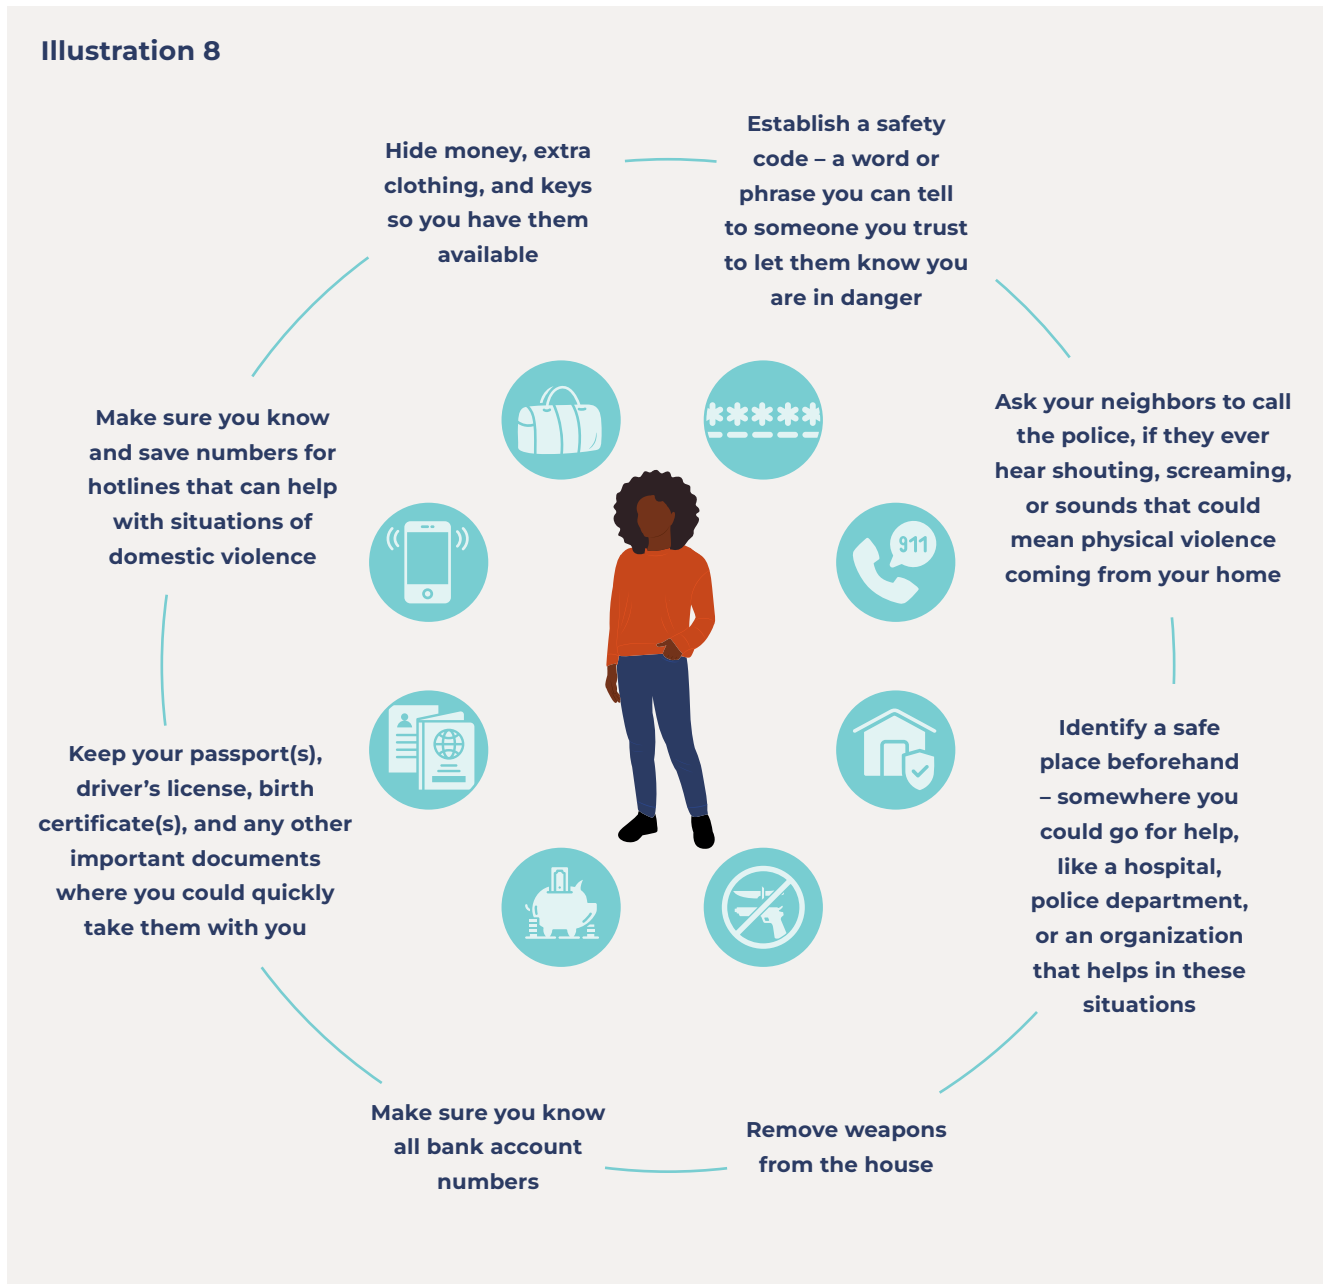 Illustration 8
Hide money, extra
clothing, and keys
so you have them
available
Establish a safety
code – a word or
phrase you can tell
to someone you trust
to let them know you
are in danger
Ask your neighbors to call
the police, if they ever
hear shouting, screaming,
or sounds that could
mean physical violence
coming from your home
Identify a safe
place beforehand
– somewhere you
could go for help,
like a hospital,
police department,
or an organization
that helps in these
situations
Remove weapons
from the house
Make sure you know
all bank account
numbers
Keep your passport(s),
driver’s license, birth
certificate(s), and any other
important documents
where you could quickly
take them with you
Make sure you know
and save numbers for
hotlines that can help
with situations of
domestic violence
*****
911